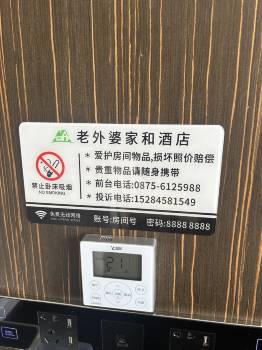 老外婆家和酒店
* 爱护房间物品,损坏照价赔偿
* 贵重物品请随身携带
* 前台电话:0875-6125988
* 投诉电话:15284581549
禁止卧床吸烟
NO SMOKING
免费无线网络
账号:房间号 密码:8888 8888
21